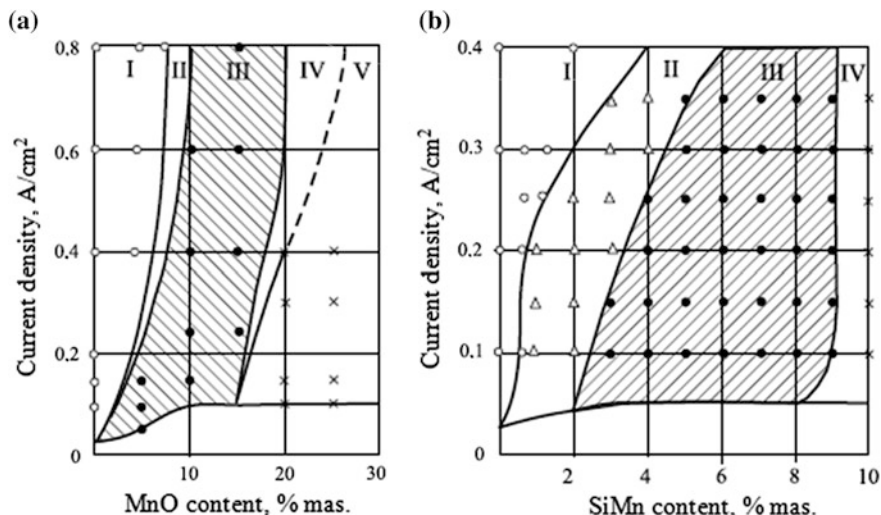 (a)
0.8
0.6
0.4
0.2
0
Current density, A/cm²
I II III IV V
10 20 30
MnO content, % mas.
(b)
0.4
0.3
0.2
0.1
0
Current density, A/cm²
I II III IV
2 4 6 8 10
SiMn content, % mas.